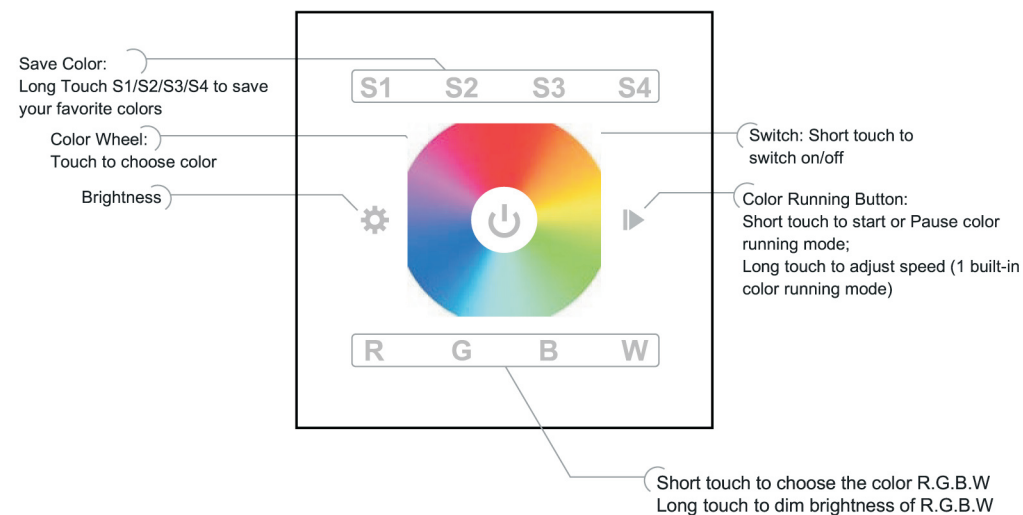 Save Color:
Long Touch S1/S2/S3/S4 to save
your favorite colors
Color Wheel:
Touch to choose color
Brightness
S1 S2 S3 S4
R G B W
Switch: Short touch to
switch on/off
Color Running Button:
Short touch to start or Pause color
running mode;
Long touch to adjust speed (1 built-in
color running mode)
Short touch to choose the color R.G.B.W
Long touch to dim brightness of R.G.B.W